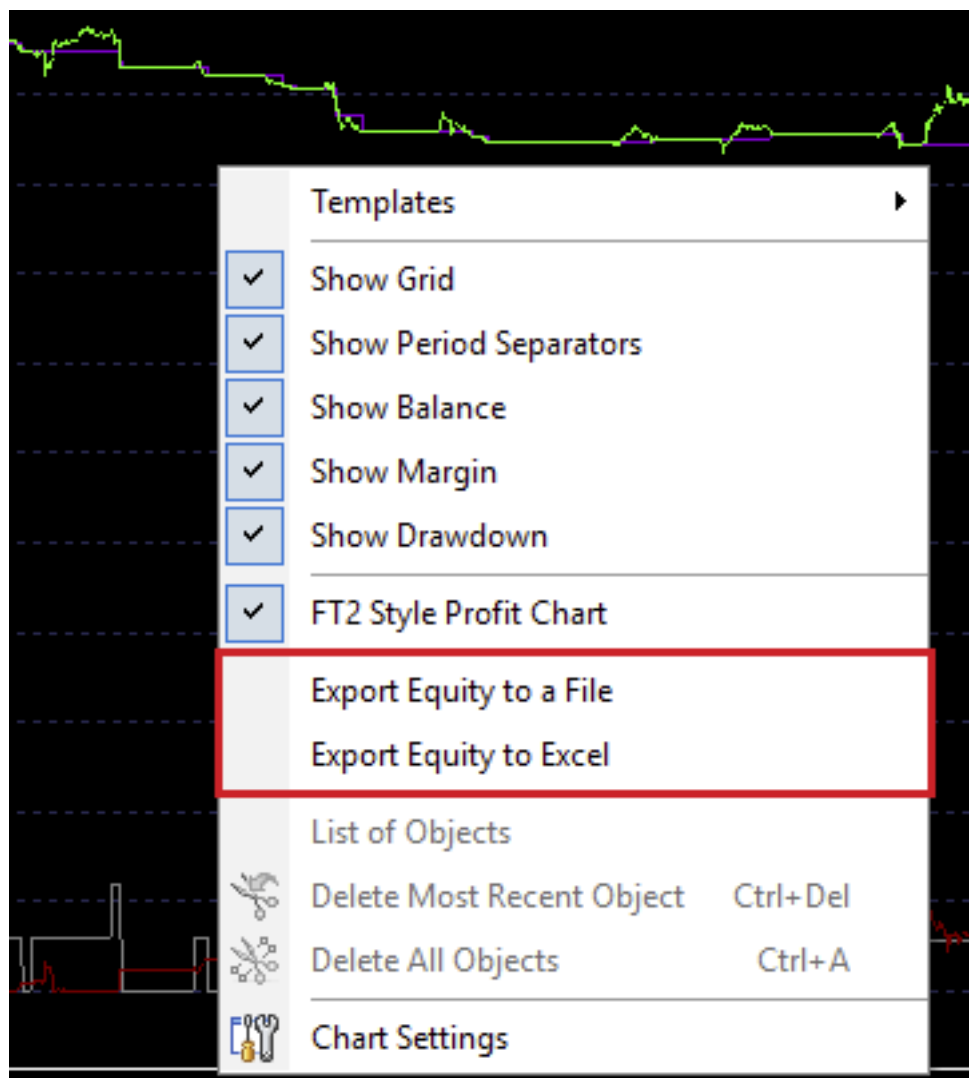 Templates
Show Grid
Show Period Separators
Show Balance
Show Margin
Show Drawdown
FT2 Style Profit Chart
Export Equity to a File
Export Equity to Excel
List of Objects
Delete Most Recent Object Ctrl+Del
Delete All Objects Ctrl+A
Chart Settings